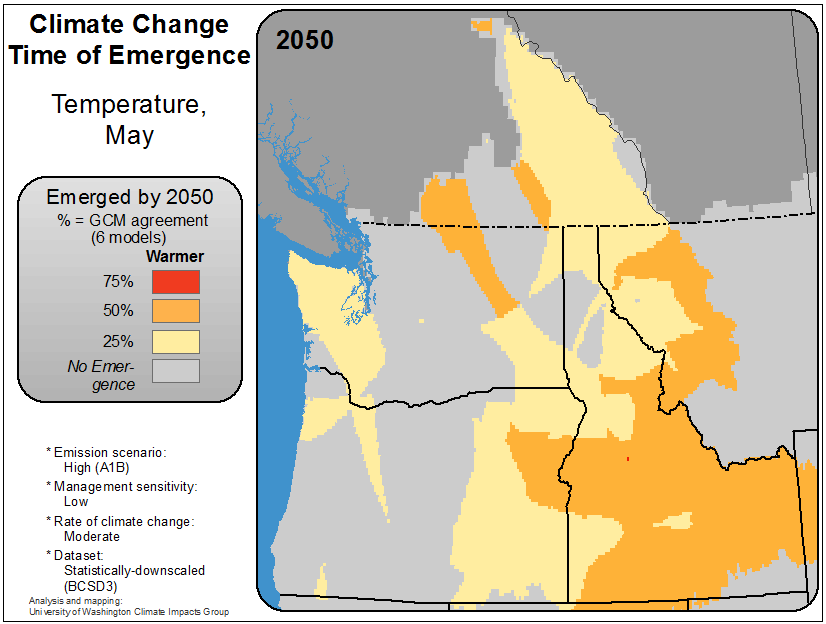 Climate Change
Time of Emergence
Temperature,
May
2050
Emerged by 2050
% = GCM agreement
(6 models)
Warmer
75%
50%
25%
No Emer-
gence
* Emission scenario:
High (A1B)
* Management sensitivity:
Low
* Rate of climate change:
Moderate
* Dataset:
Statistically-downscaled
(BCSD3)
Analysis and mapping:
University of Washington Climate Impacts Group